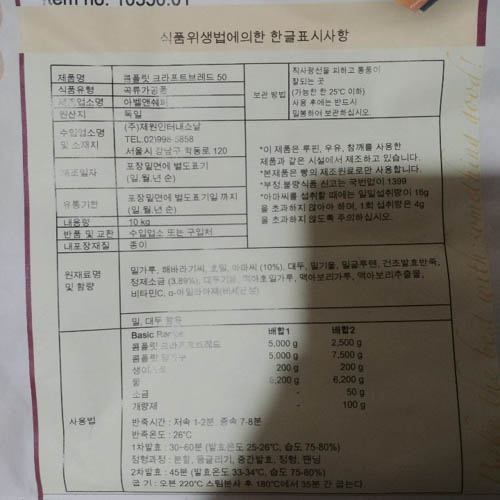 Item no. 10550.01
식품위생법에의한 한글표시사항
제품명 콤플릿 크라프트브레드 50
식품유형 곡류가공품
제조업소명 아벨앤쉐퍼
원산지 독일
보관 방법 직사광선을 피하고 통풍이
잘되는 곳
(가능한 한 25°C 이하)
사용 후에는 반드시
밀봉하여 보관하십시오.
수입업소명
및 소재지
(주)제원인터내쇼날
TEL.02)998-5858
서울시 강남구 학동로 120
제조일자 포장밑면에 별도표기
(일,월,년 순)
유통기한 포장밑면에 별도표기일 까지
(일,월,년 순)
내용량 10 kg
반품 및 교환 수입업소 또는 구입처
내포장재질 종이
*이 제품은 루핀, 우유, 참깨를 사용한
제품과 같은 시설에서 제조하고 있습니다.
*본제품은 빵의 제조원료로만 사용합니다.
*부정,불량식품 신고는 국번없이 1399
*아마씨를 섭취할 때에는 일일섭취량이 16g
을 초과하지 않아야 하며, 1회 섭취량은 4g
을 초과하지 않도록 주의하십시오.
원재료명
및 함량
밀가루, 해바라기씨, 호밀, 아마씨 (10%), 대두, 밀기울, 밀글루텐, 건조발효반죽,
정제소금 (3.89%), 맥아호밀가루, 맥아보리가루, 맥아보리추출물,
비타민C, α-아밀라아제(비세균성)
밀, 대두 함유
사용법
Basic 배합1 배합2
콤플릿 크라프트브레드 5,000 g 2,500 g
콤플릿 5,000 g 7,500 g
생이스트 200 g 200 g
물 6,200 g 6,200 g
소금 - 50 g
개량재 - 100 g
반죽시간 : 저속 1-2분, 중속 7-8분
반죽온도 : 26°C
1차발효 : 30~60분 (발효온도 25-26°C, 습도 75-80%)
정형과정 : 분할, 둥글리기, 중간발효, 정형, 팬닝
2차발효 : 45분 (발효온도 33-34°C, 습도 75-80%)
굽 기 : 오븐 220°C 스팀분사 후 180°C에서 35분 간 굽는다.